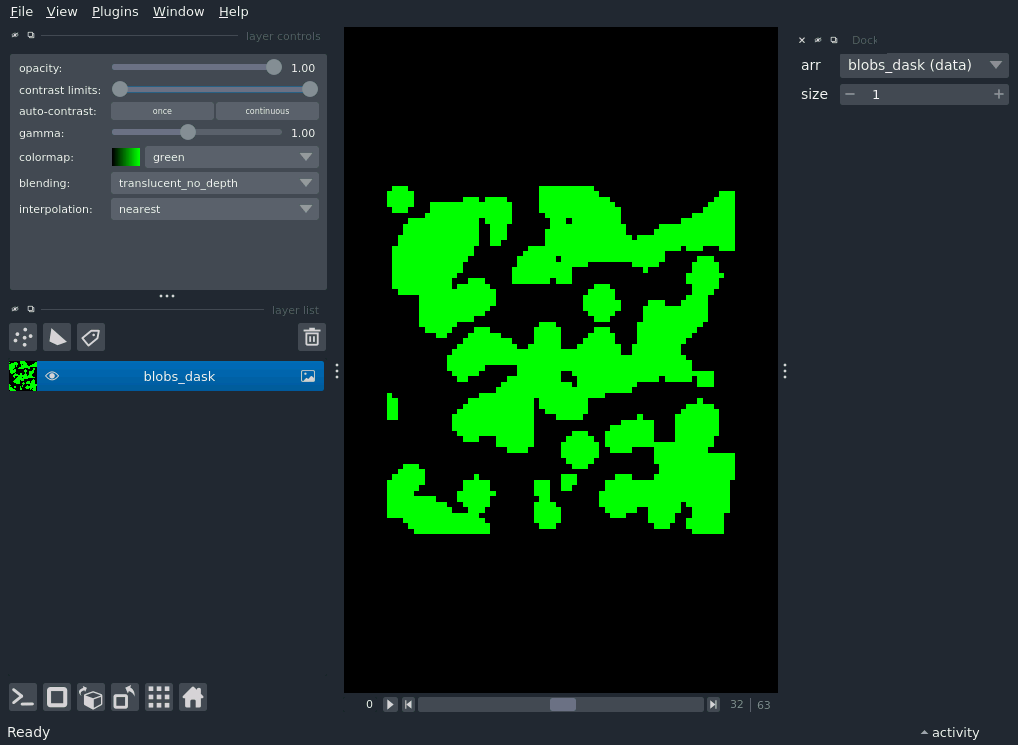 File View Plugins Window Help
layer controls
opacity: 1.00
contrast limits:
auto-contrast: once continuous
gamma: 1.00
colormap: green
blending: translucent_no_depth
interpolation: nearest
layer list
blobs_dask
Dock
arr blobs_dask (data)
size 1
0 32 63
Ready
activity